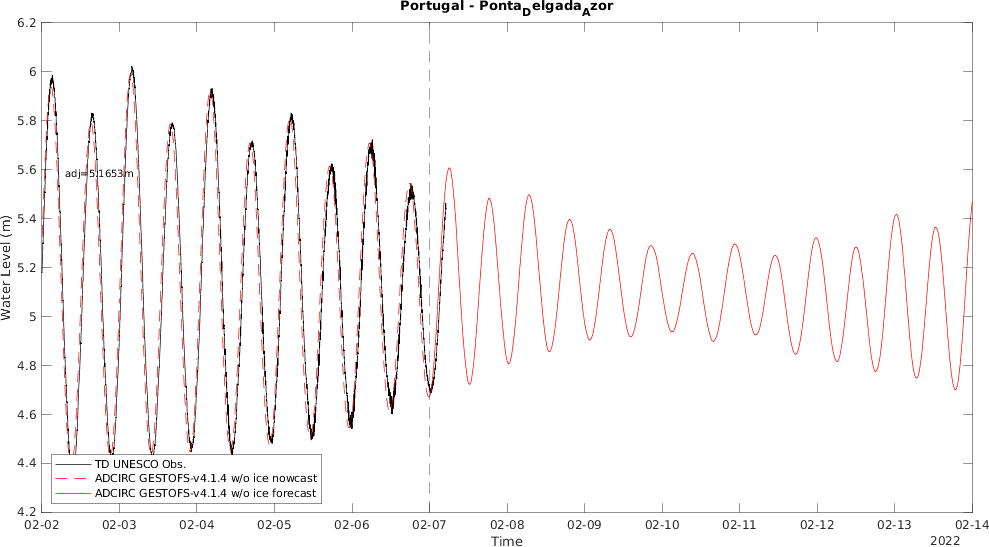 Portugal - PontaDelgadaAzor
6.2
6
5.8
5.6
5.4
5.2
5
4.8
4.6
4.4
4.2
Water Level (m)
adj=5.1653m
TD UNESCO Obs.
ADCIRC GESTOFS-v4.1.4 w/o ice nowcast
ADCIRC GESTOFS-v4.1.4 w/o ice forecast
02-02 02-03 02-04 02-05 02-06 02-07 02-08 02-09 02-10 02-11 02-12 02-13 02-14
Time
2022